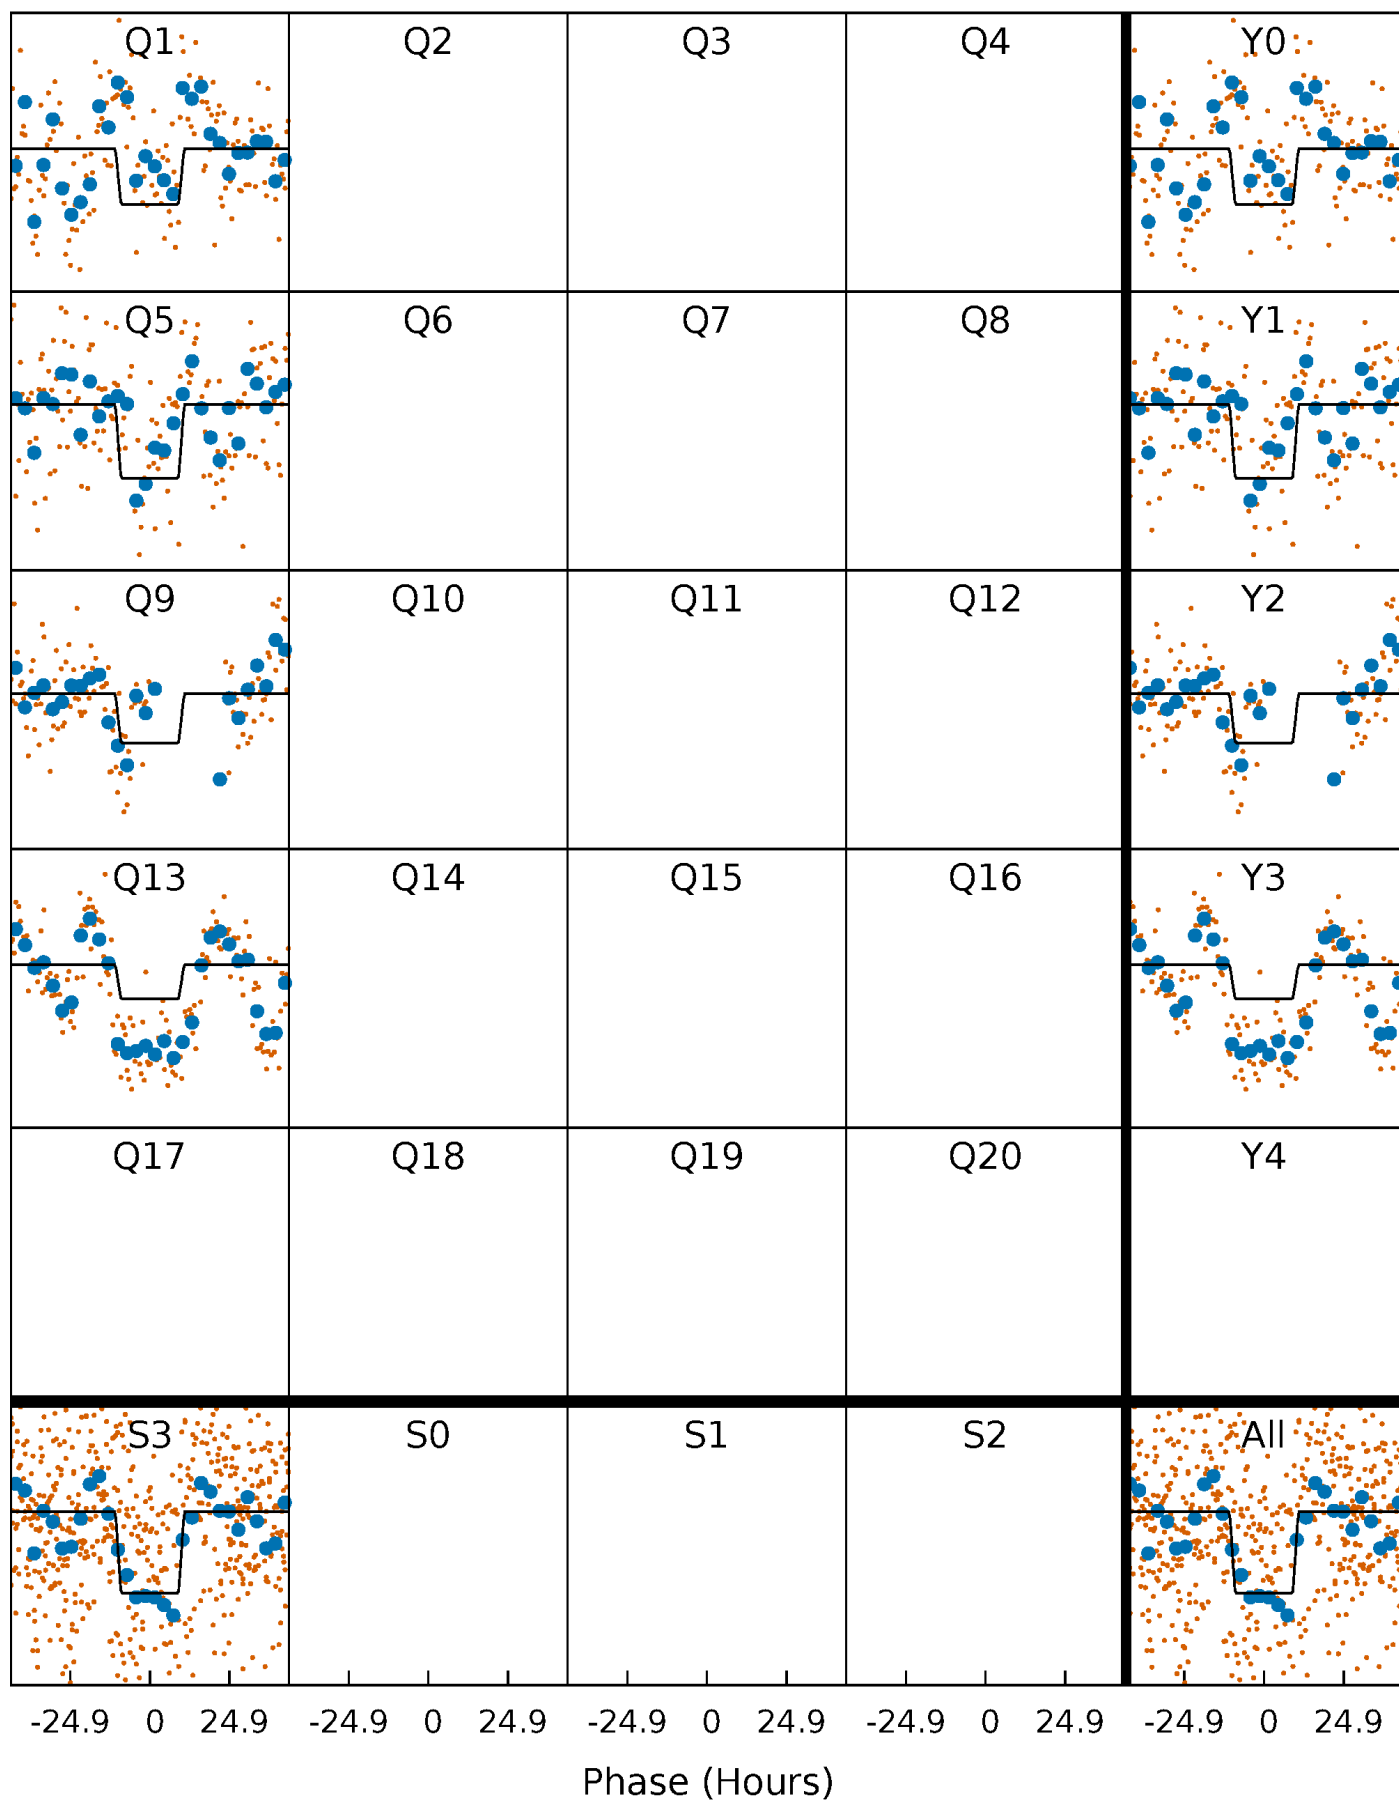 Q1 Q2 Q3 Q4 Y0
Q5 Q6 Q7 Q8 Y1
Q9 Q10 Q11 Q12 Y2
Q13 Q14 Q15 Q16 Y3
Q17 Q18 Q19 Q20 Y4
S3 S0 S1 S2 All
-24.9 0 24.9 -24.9 0 24.9 -24.9 0 24.9 -24.9 0 24.9 -24.9 0 24.9
Phase (Hours)